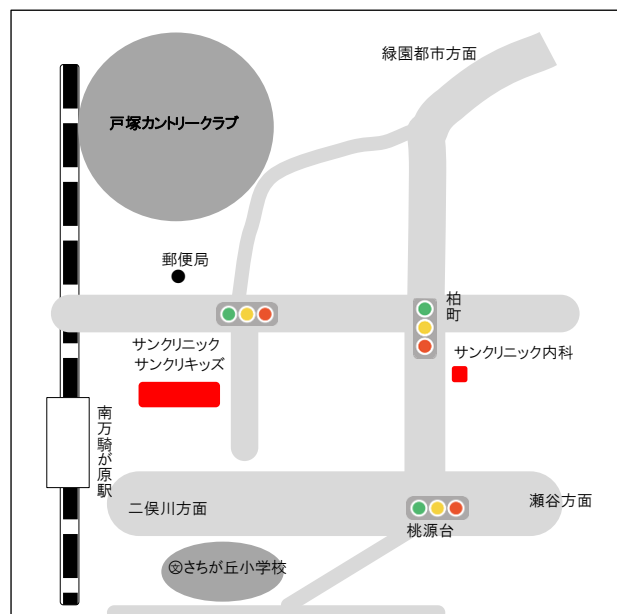 緑園都市方面
戸塚カントリークラブ
郵便局
柏町
サンクリニック
サンクリキッズ
サンクリニック内科
南万騎が原駅
二俣川方面
瀬谷方面
桃源台
㊛さちが丘小学校